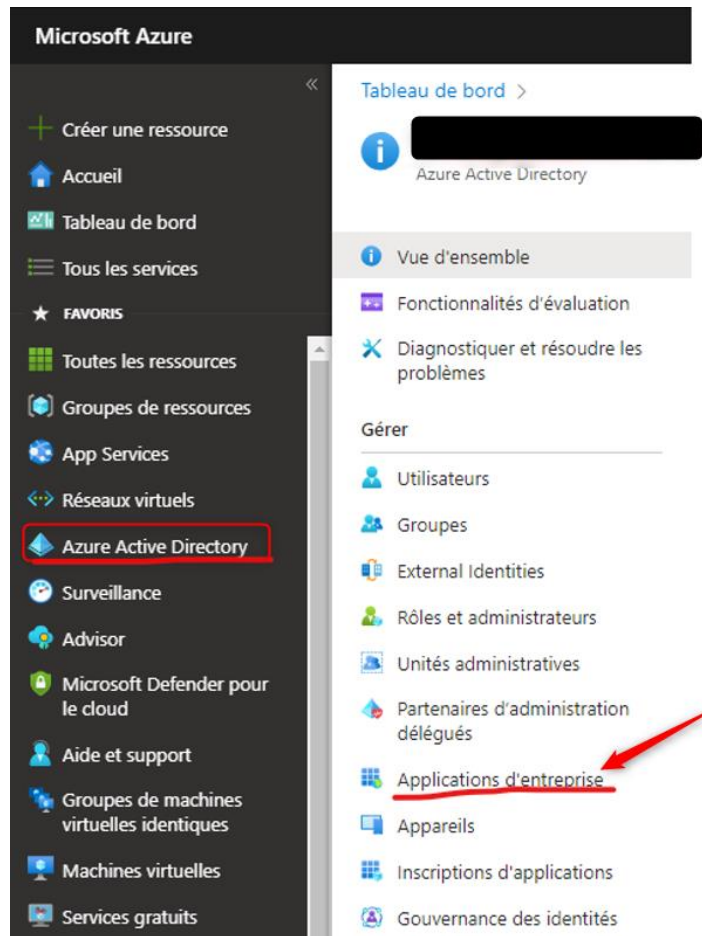 Microsoft Azure
«
Créer une ressource
Accueil
Tableau de bord
Tous les services
FAVORIS
Toutes les ressources
Groupes de ressources
App Services
Réseaux virtuels
Azure Active Directory
Surveillance
Advisor
Microsoft Defender pour
le cloud
Aide et support
Groupes de machines
virtuelles identiques
Machines virtuelles
Services gratuits
Tableau de bord >
Azure Active Directory
Vue d'ensemble
Fonctionnalités d'évaluation
Diagnostiquer et résoudre les
problèmes
Gérer
Utilisateurs
Groupes
External Identities
Rôles et administrateurs
Unités administratives
Partenaires d'administration
délégués
Applications d'entreprise
Appareils
Inscriptions d'applications
Gouvernance des identités